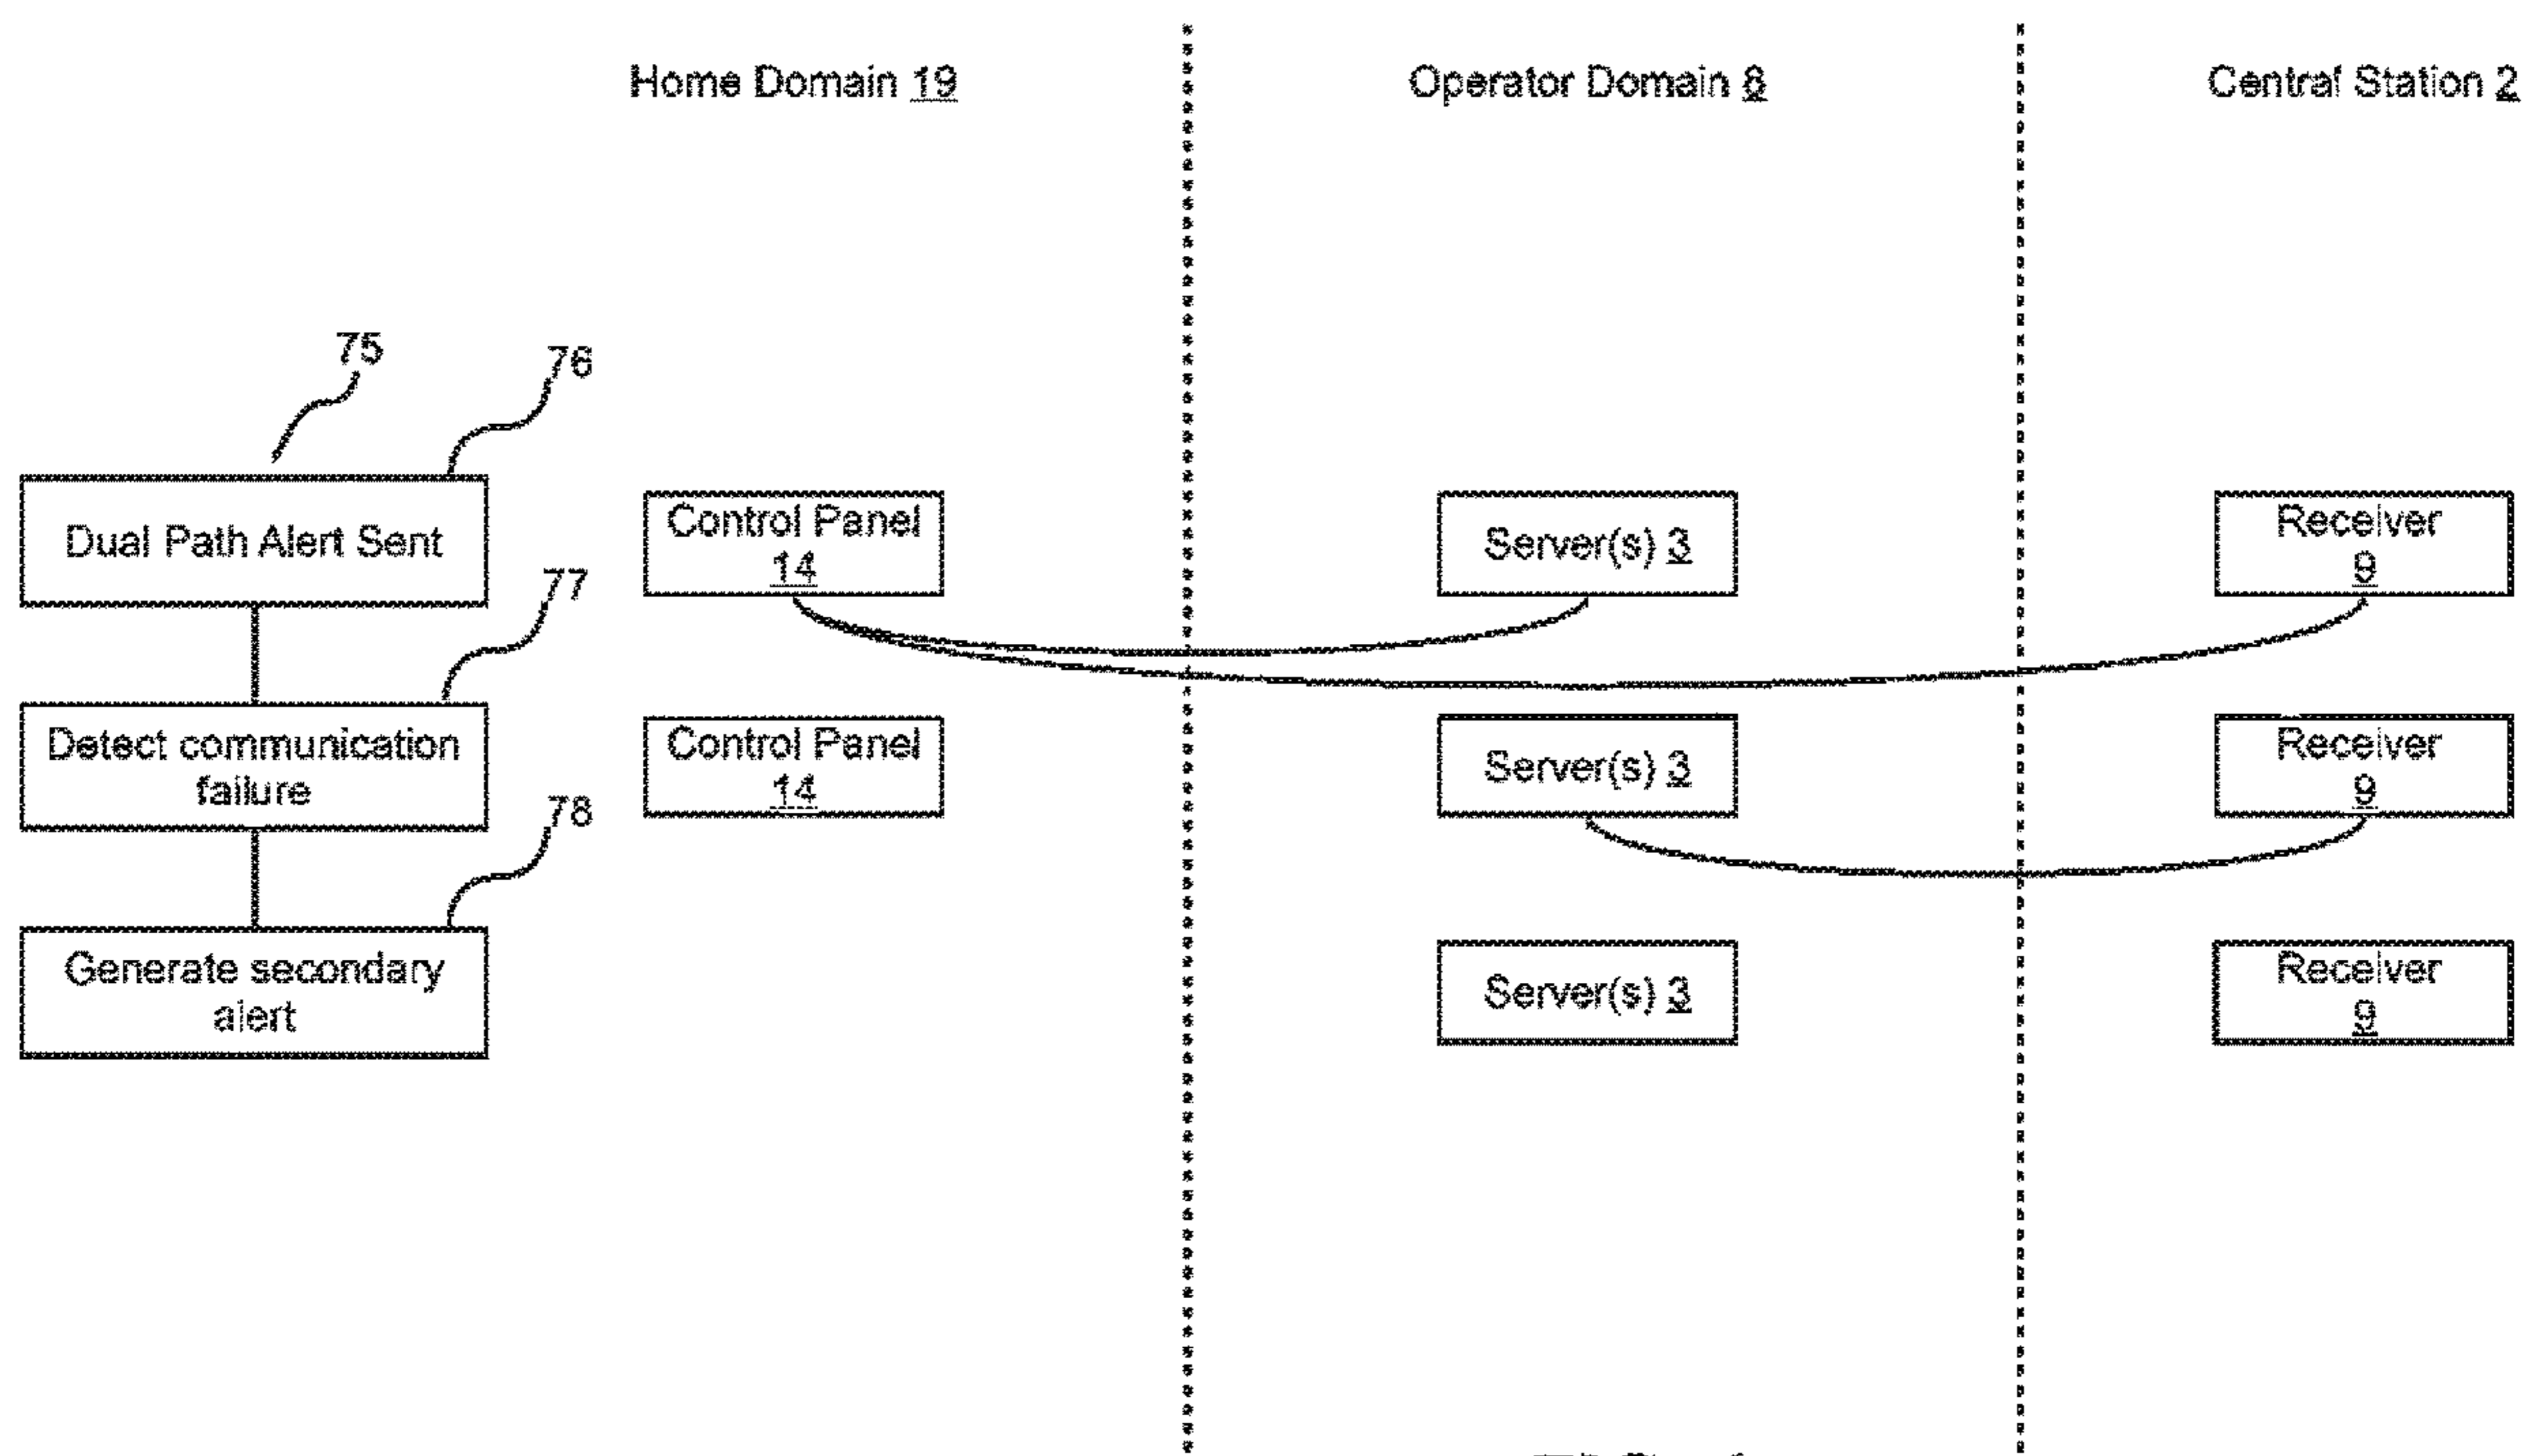 Home Domain 19
Operator Domain 8
Central Station 2
75
76
Dual Path Alert Sent
Control Panel
14
Server(s) 3
Receiver
9
77
Detect communication
failure
Control Panel
14
Server(s) 3
Receiver
9
78
Generate secondary
alert
Server(s) 3
Receiver
9